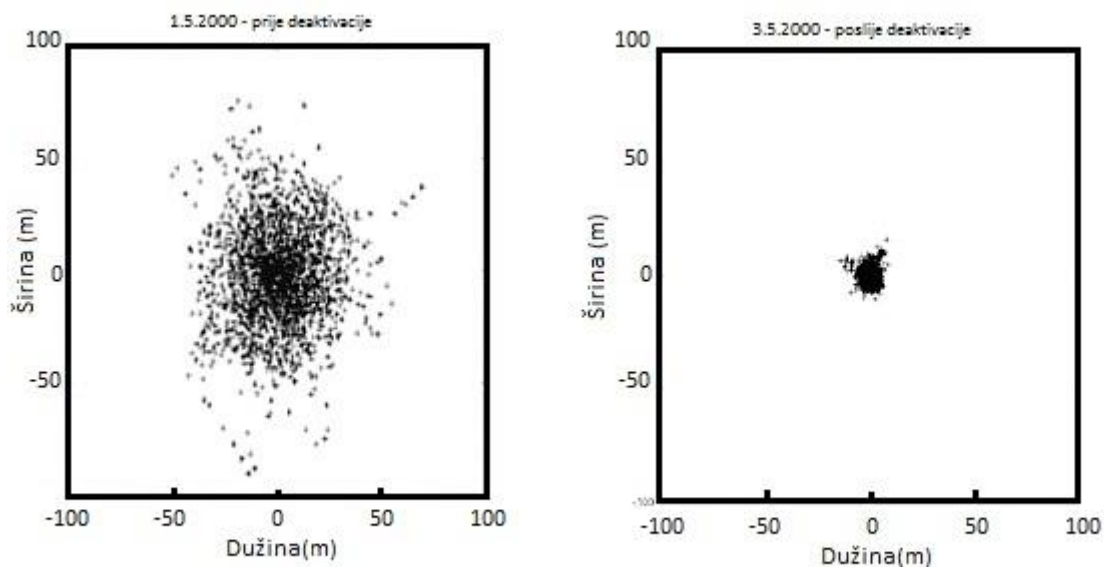 1.5.2000 - prije deaktivacije
100
50
0
-50
Širina (m)
-100 -50 0 50 100
Dužina(m)
3.5.2000 - poslije deaktivacije
100
50
0
-50
-100
Širina (m)
-100 -50 0 50 100
Dužina(m)